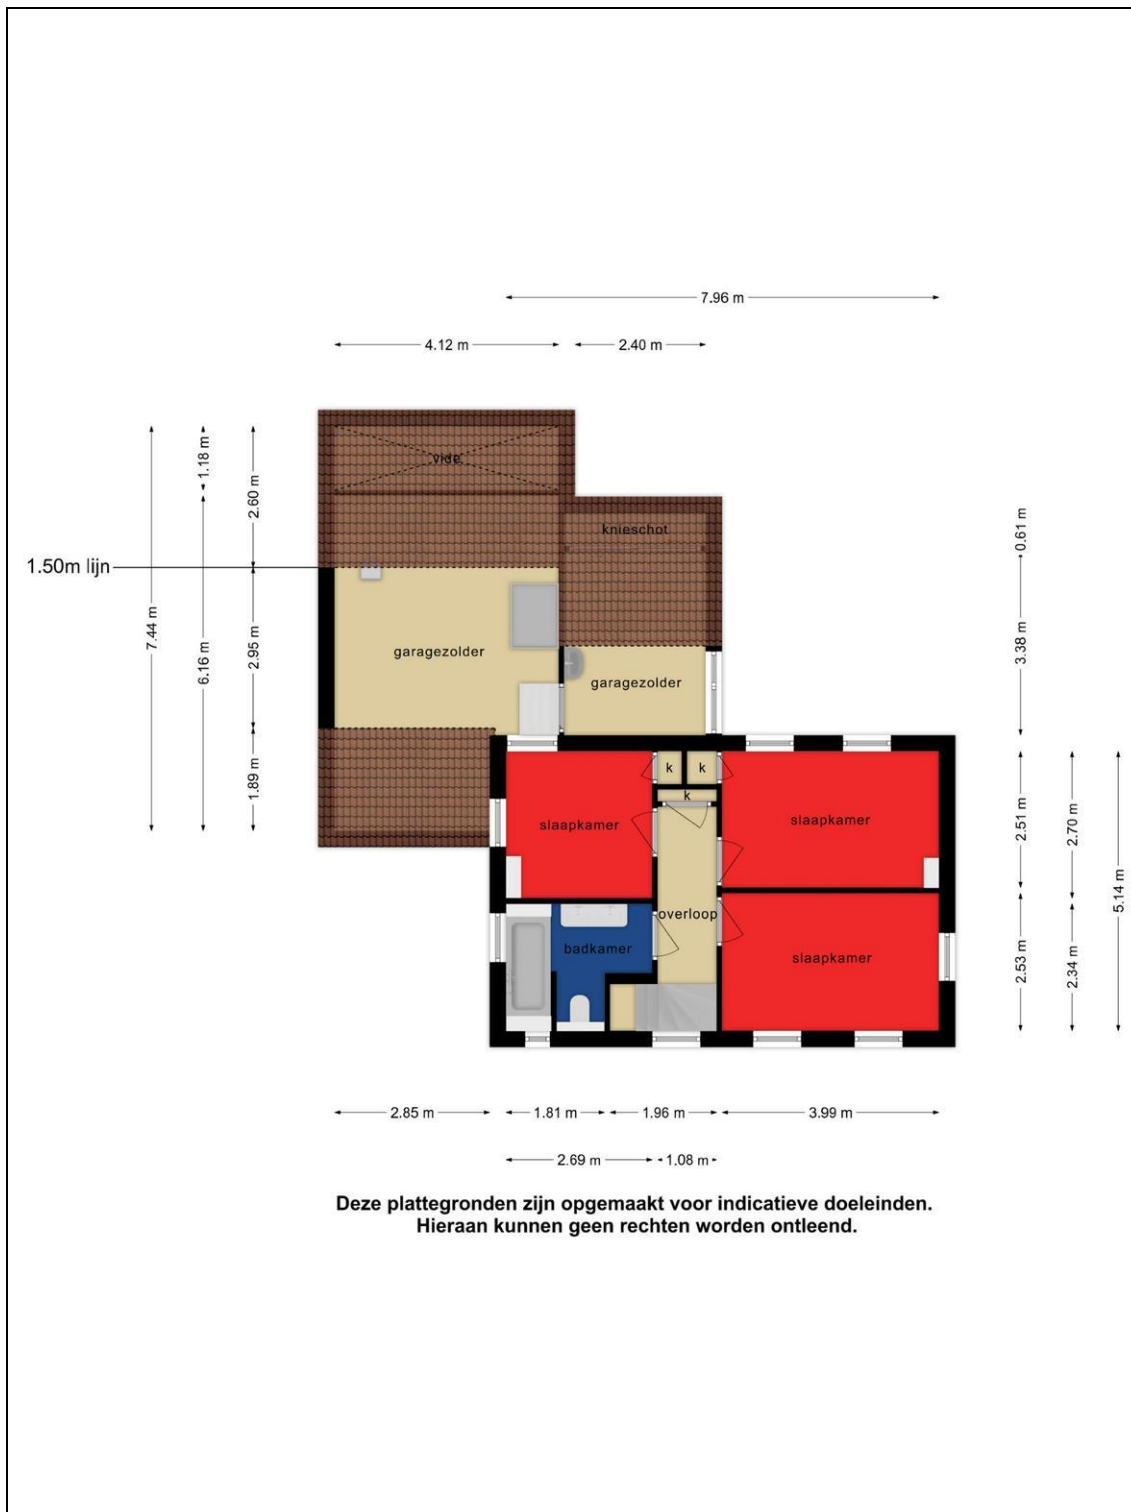 7.96 m
4.12 m
2.40 m
vide
knieschot
1.50m lijn
garagezolder
garagezolder
7.44 m
1.18 m
6.16 m
2.60 m
2.95 m
1.89 m
0.61 m
3.38 m
2.51 m
2.70 m
5.14 m
2.53 m
2.34 m
k
k
k
slaapkamer
slaapkamer
overloop
badkamer
slaapkamer
2.85 m
1.81 m
1.96 m
3.99 m
2.69 m
1.08 m
Deze plattegronden zijn opgemaakt voor indicatieve doeleinden.
Hieraan kunnen geen rechten worden ontleend.